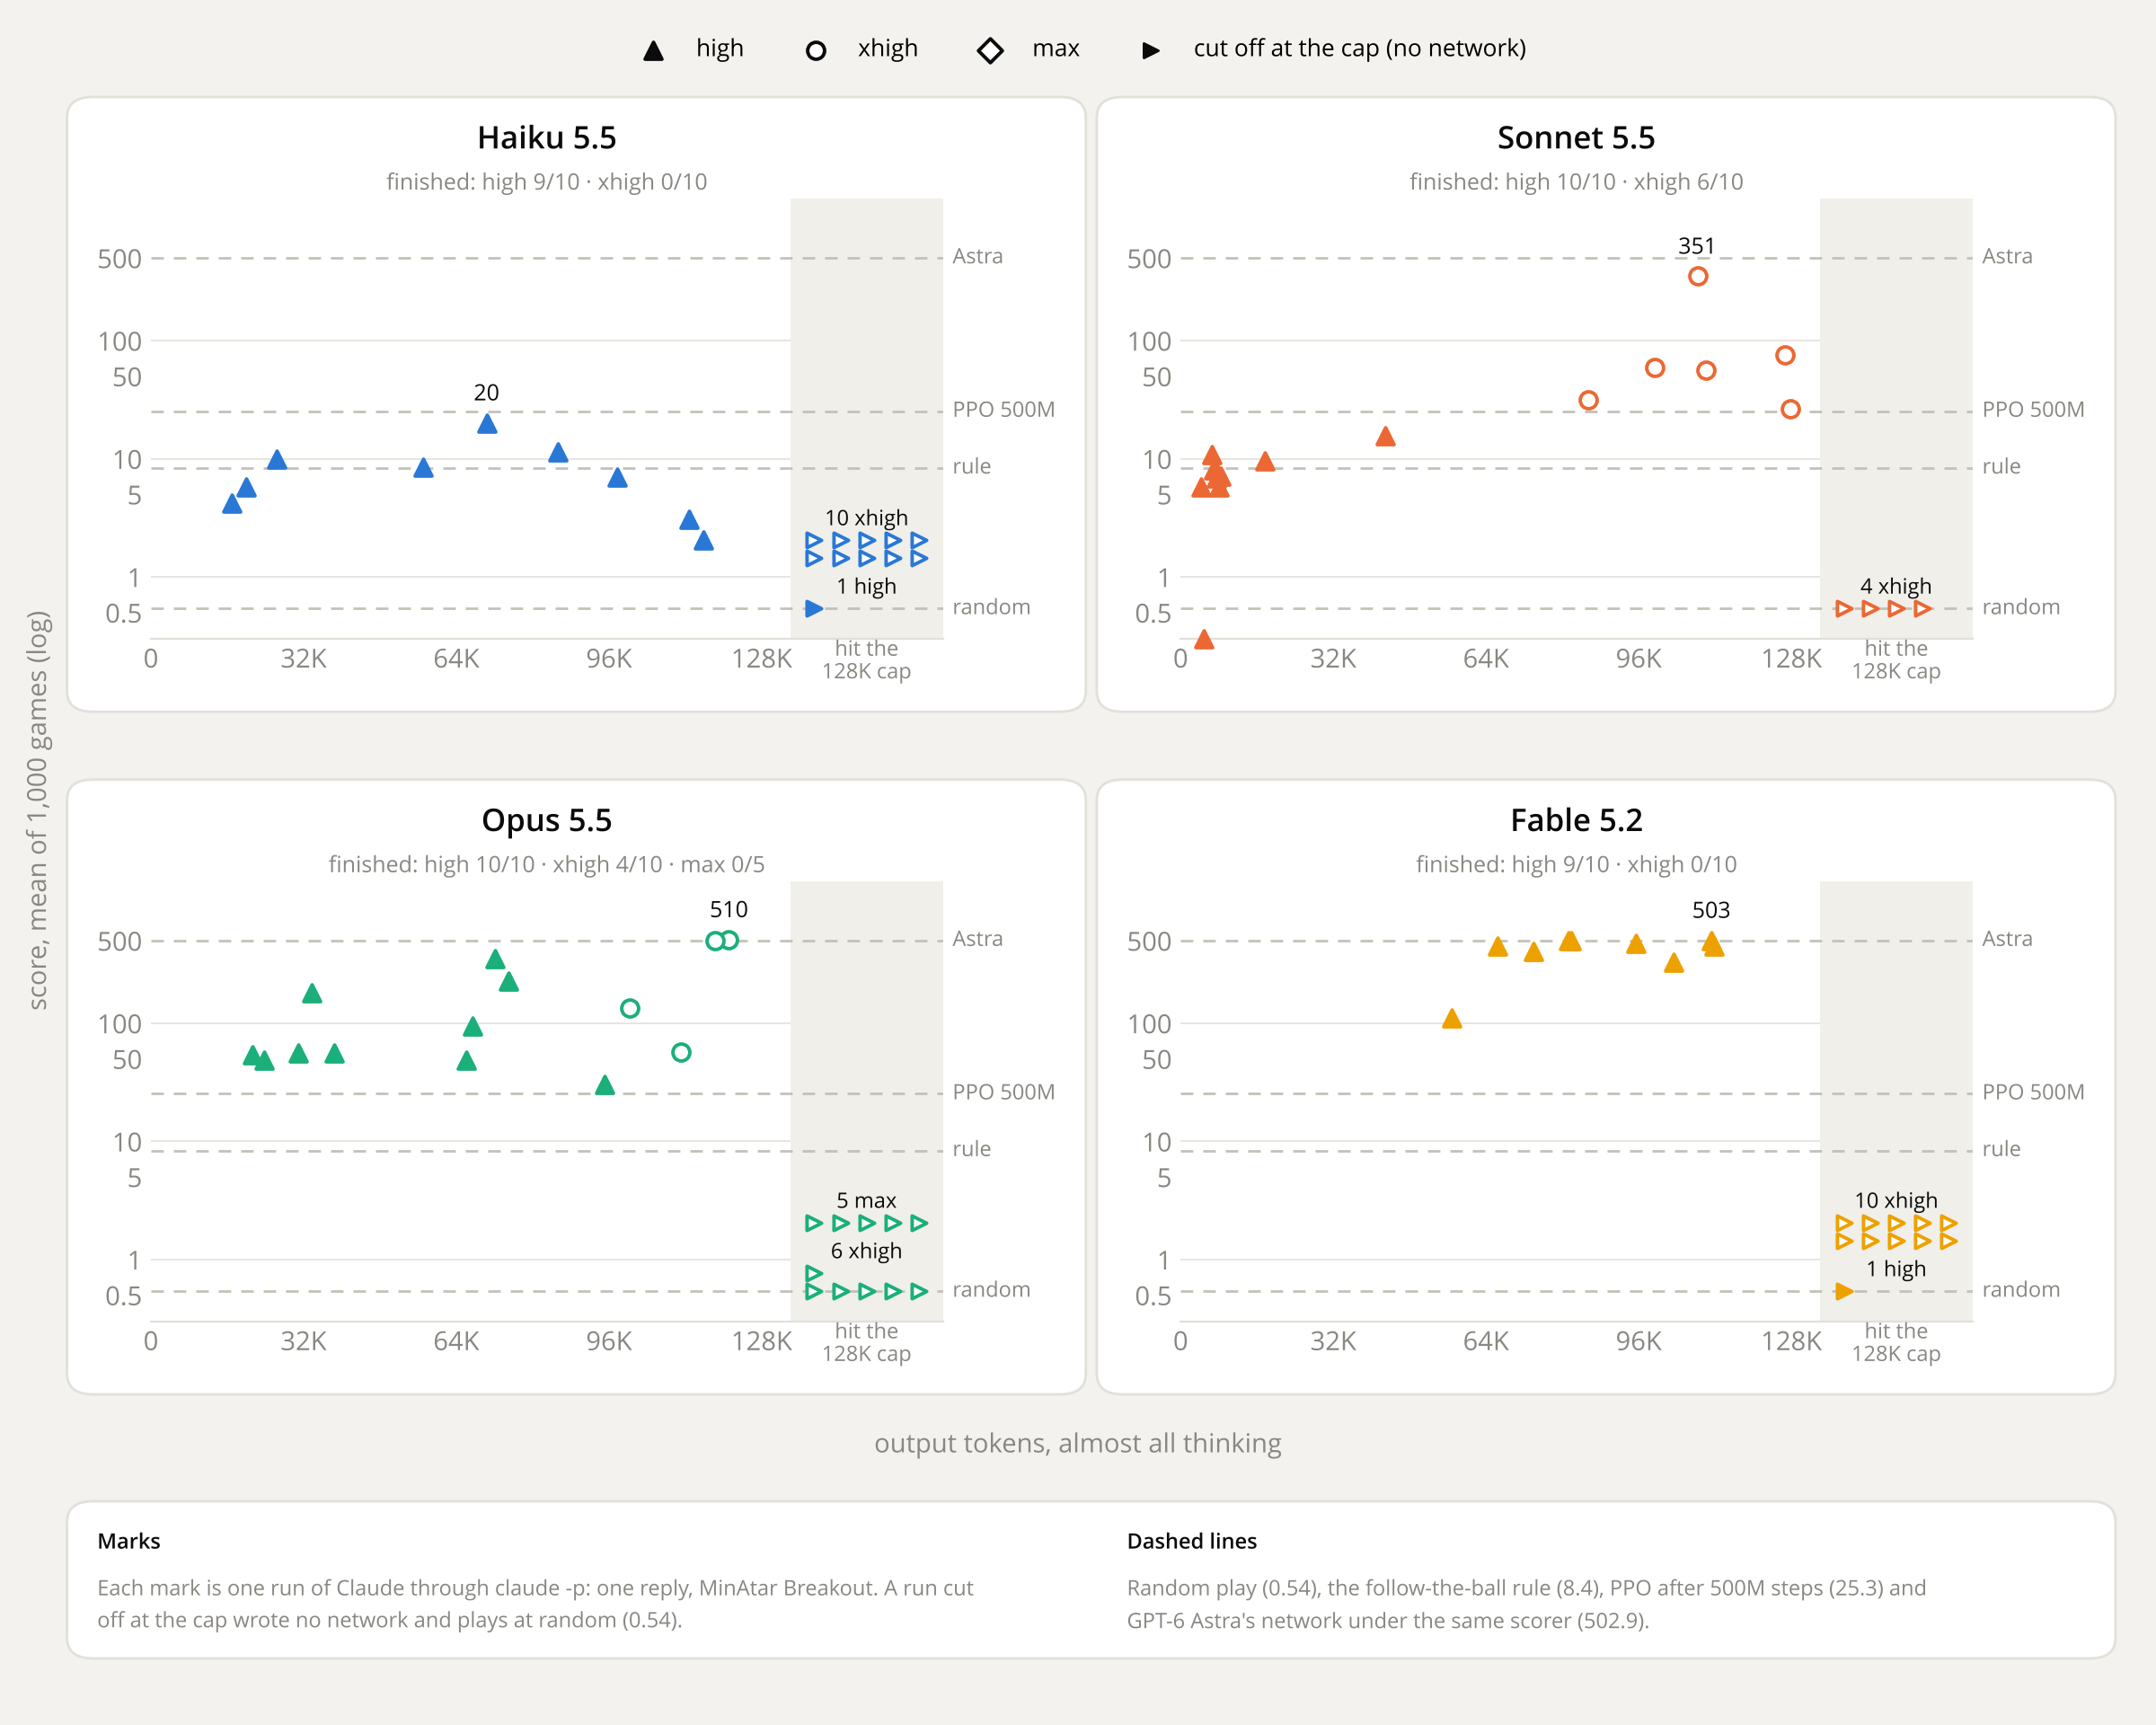 high
xhigh
max
cut off at the cap (no network)
Haiku 5.5
finished: high 9/10 · xhigh 0/10
500
100
50
10
5
1
0.5
20
Astra
PPO 500M
rule
random
10 xhigh
1 high
0
32K
64K
96K
128K
hit the
128K cap
Sonnet 5.5
finished: high 10/10 · xhigh 6/10
500
100
50
10
5
1
0.5
351
Astra
PPO 500M
rule
random
4 xhigh
0
32K
64K
96K
128K
hit the
128K cap
score, mean of 1,000 games (log)
Opus 5.5
finished: high 10/10 · xhigh 4/10 · max 0/5
500
100
50
10
5
1
0.5
510
Astra
PPO 500M
rule
random
5 max
6 xhigh
0
32K
64K
96K
128K
hit the
128K cap
Fable 5.2
finished: high 9/10 · xhigh 0/10
500
100
50
10
5
1
0.5
503
Astra
PPO 500M
rule
random
10 xhigh
1 high
0
32K
64K
96K
128K
hit the
128K cap
output tokens, almost all thinking
Marks
Each mark is one run of Claude through claude -p: one reply, MinAtar Breakout. A run cut
off at the cap wrote no network and plays at random (0.54).
Dashed lines
Random play (0.54), the follow-the-ball rule (8.4), PPO after 500M steps (25.3) and
GPT-6 Astra's network under the same scorer (502.9).